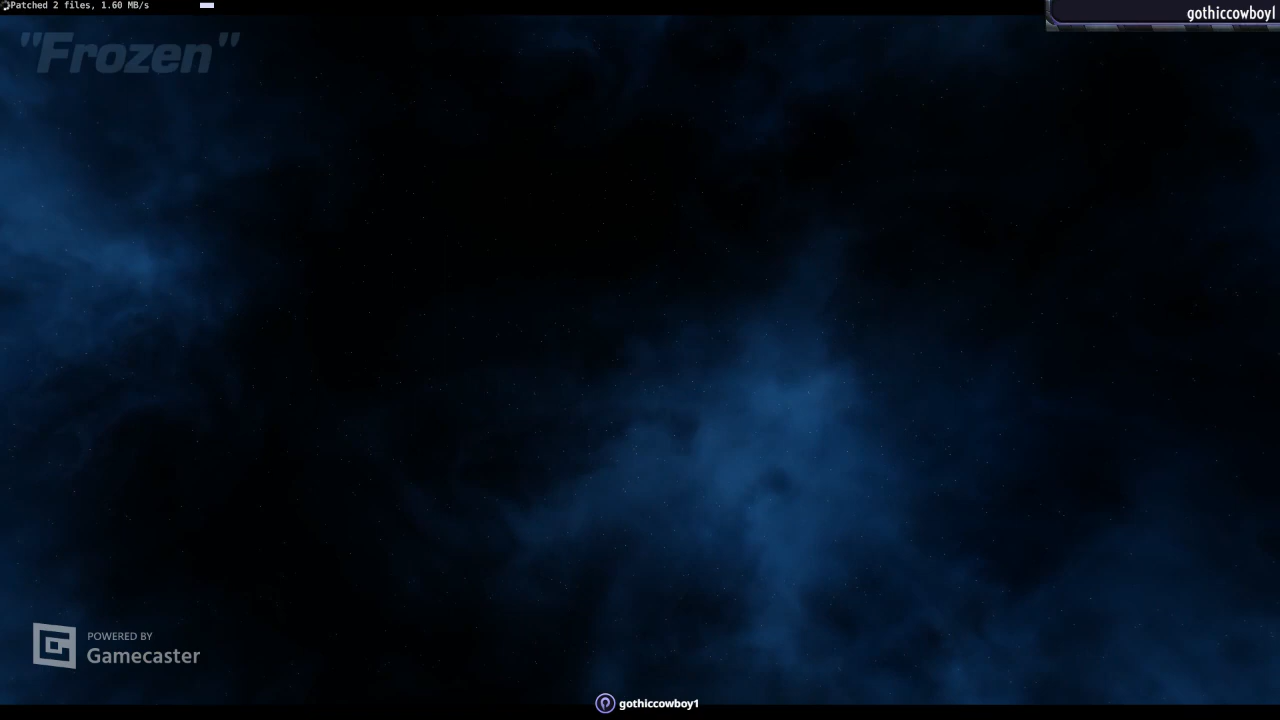 Patched 2 files, 1.60 MB/s
gothiccowboy1
"Frozen"
POWERED BY
Gamecaster
gothiccowboy1